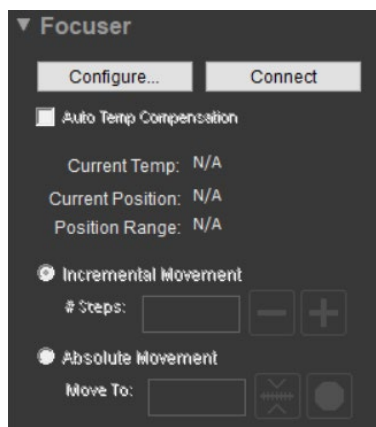 Focuser
Configure... Connect
Auto Temp Compensation
Current Temp: N/A
Current Position: N/A
Position Range: N/A
Incremental Movement
# Steps:
Absolute Movement
Move To: